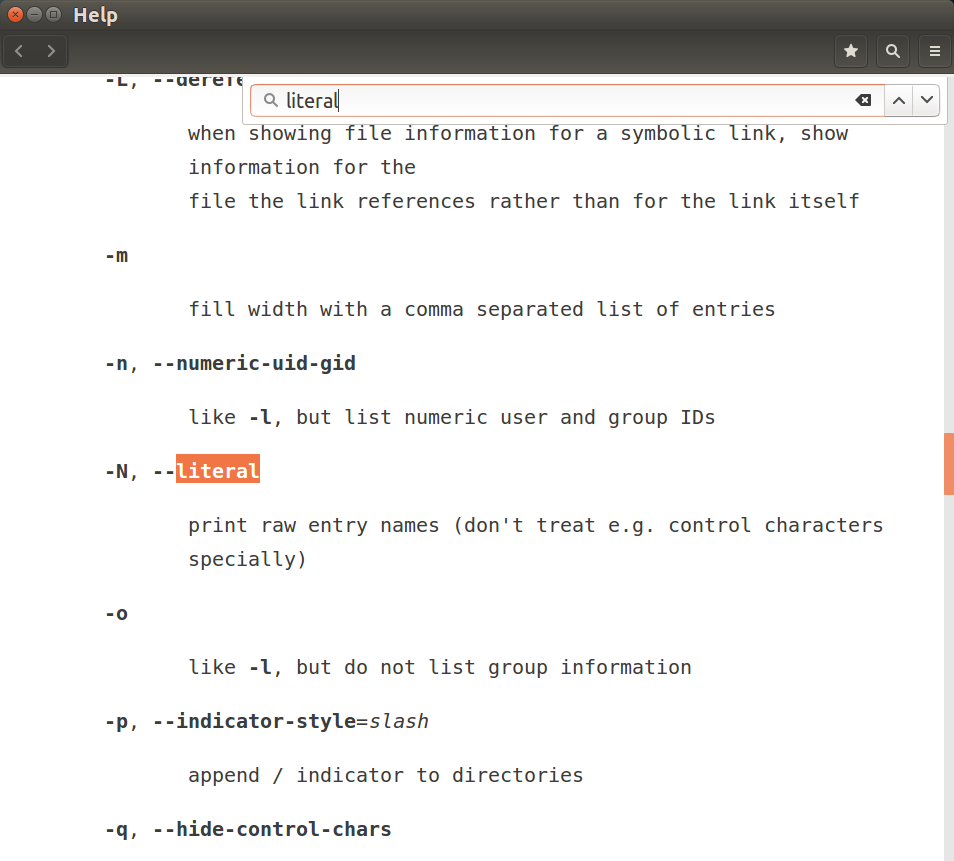 Help
literal
-L, --derefe
when showing file information for a symbolic link, show
information for the
file the link references rather than for the link itself
-m
fill width with a comma separated list of entries
-n, --numeric-uid-gid
like -l, but list numeric user and group IDs
-N, --literal
print raw entry names (don't treat e.g. control characters
specially)
-o
like -l, but do not list group information
-p, --indicator-style=slash
append / indicator to directories
-q, --hide-control-chars